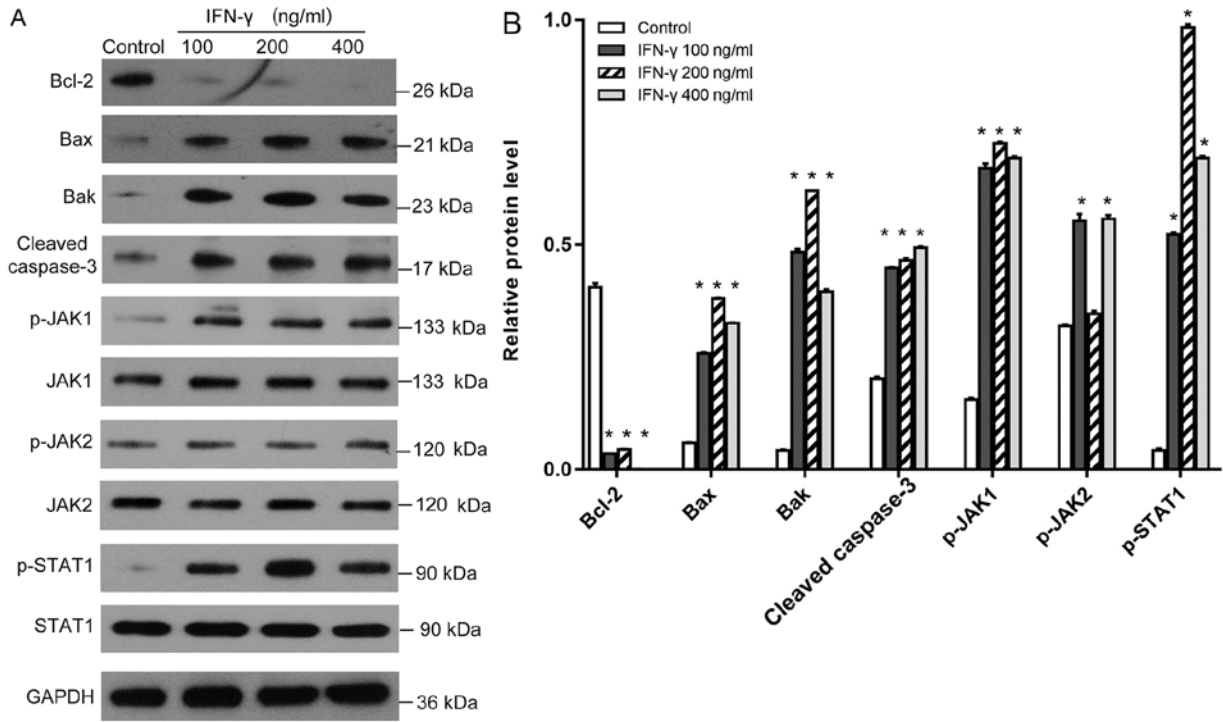 A
IFN-γ (ng/ml)
Control 100 200 400
Bcl-2 26 kDa
Bax 21 kDa
Bak 23 kDa
Cleaved
caspase-3 17 kDa
p-JAK1 133 kDa
JAK1 133 kDa
p-JAK2 120 kDa
JAK2 120 kDa
p-STAT1 90 kDa
STAT1 90 kDa
GAPDH 36 kDa
B
Control
IFN-γ 100 ng/ml
IFN-γ 200 ng/ml
IFN-γ 400 ng/ml
Relative protein level
1.0
0.5
0.0
* * *
* * *
* * *
* * *
* * *
* *
* * *
Bcl-2
Bax
Bak
Cleaved caspase-3
p-JAK1
p-JAK2
p-STAT1